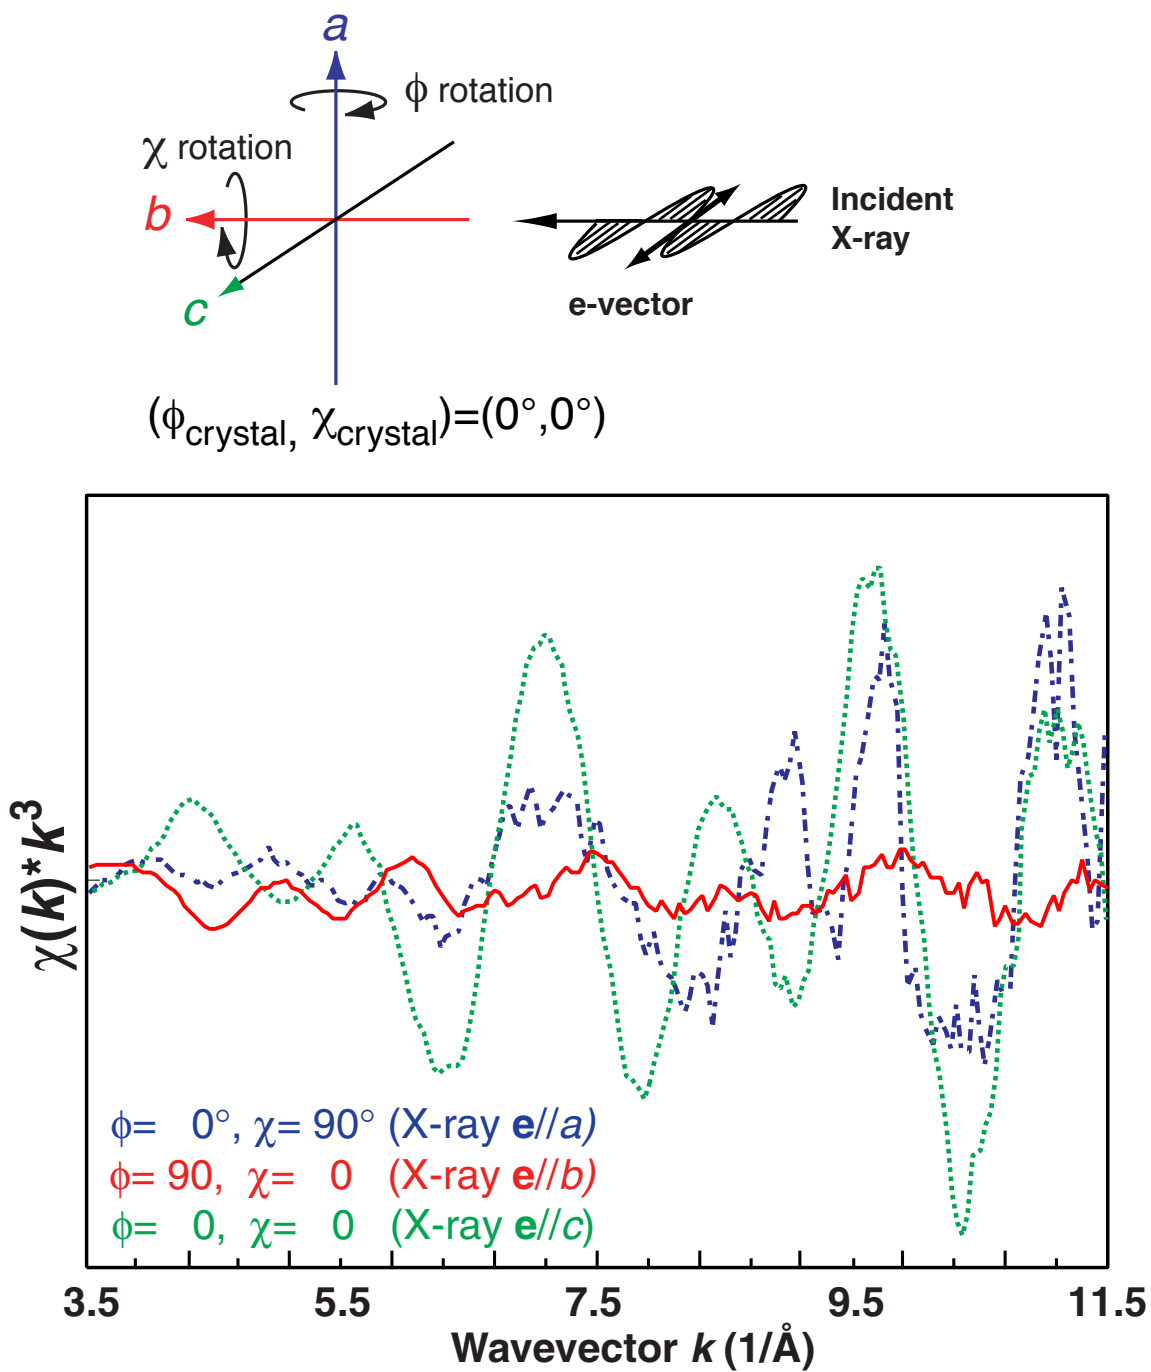 a
ϕ rotation
χ rotation
b
c
Incident
X-ray
e-vector
(ϕcrystal, χcrystal)=(0°,0°)
χ(k)*k³
ϕ= 0°, χ= 90° (X-ray e//a)
ϕ= 90, χ= 0 (X-ray e//b)
ϕ= 0, χ= 0 (X-ray e//c)
3.5 5.5 7.5 9.5 11.5
Wavevector k (1/Å)